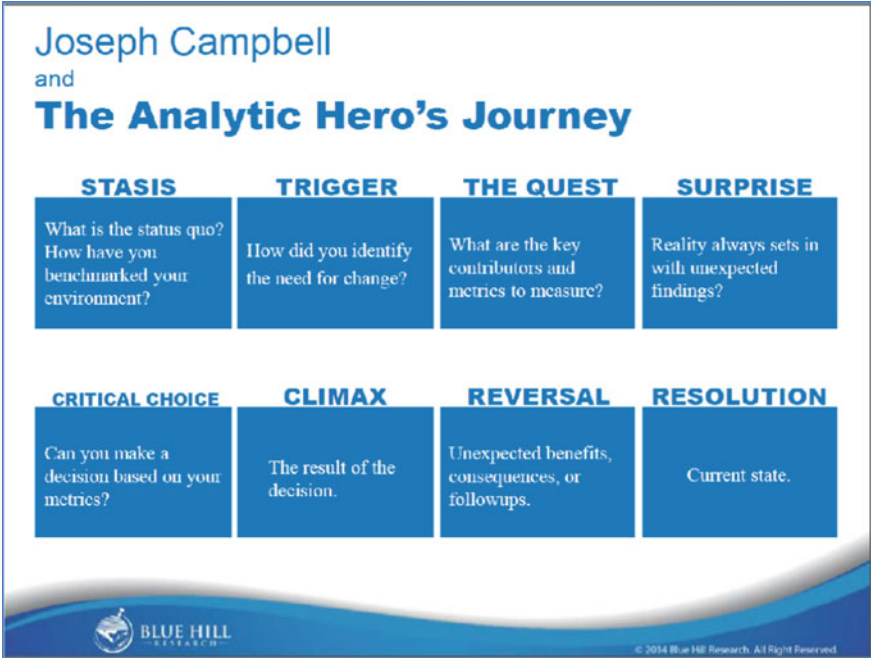 Joseph Campbell
and
The Analytic Hero's Journey
STASIS
What is the status quo?
How have you
benchmarked your
environment?
TRIGGER
How did you identify
the need for change?
THE QUEST
What are the key
contributors and
metrics to measure?
SURPRISE
Reality always sets in
with unexpected
findings?
CRITICAL CHOICE
Can you make a
decision based on your
metrics?
CLIMAX
The result of the
decision.
REVERSAL
Unexpected benefits,
consequences, or
followups.
RESOLUTION
Current state.
BLUE HILL
RESEARCH
© 2014 Blue Hill Research. All Right Reserved.